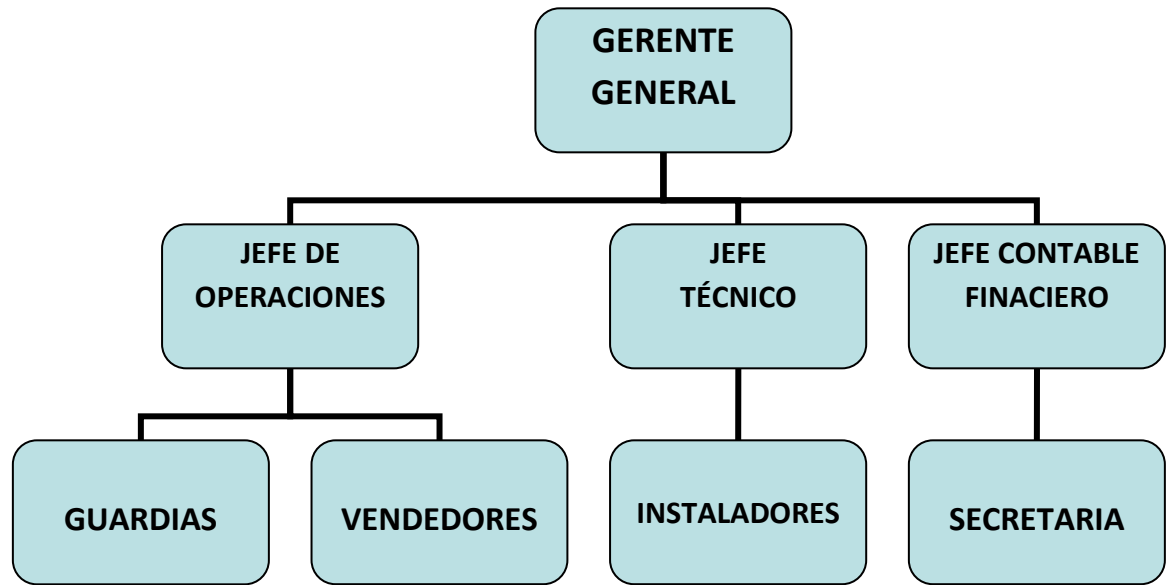 GERENTE
GENERAL
JEFE DE
OPERACIONES
JEFE
TÉCNICO
JEFE CONTABLE
FINACIERO
GUARDIAS
VENDEDORES
INSTALADORES
SECRETARIA